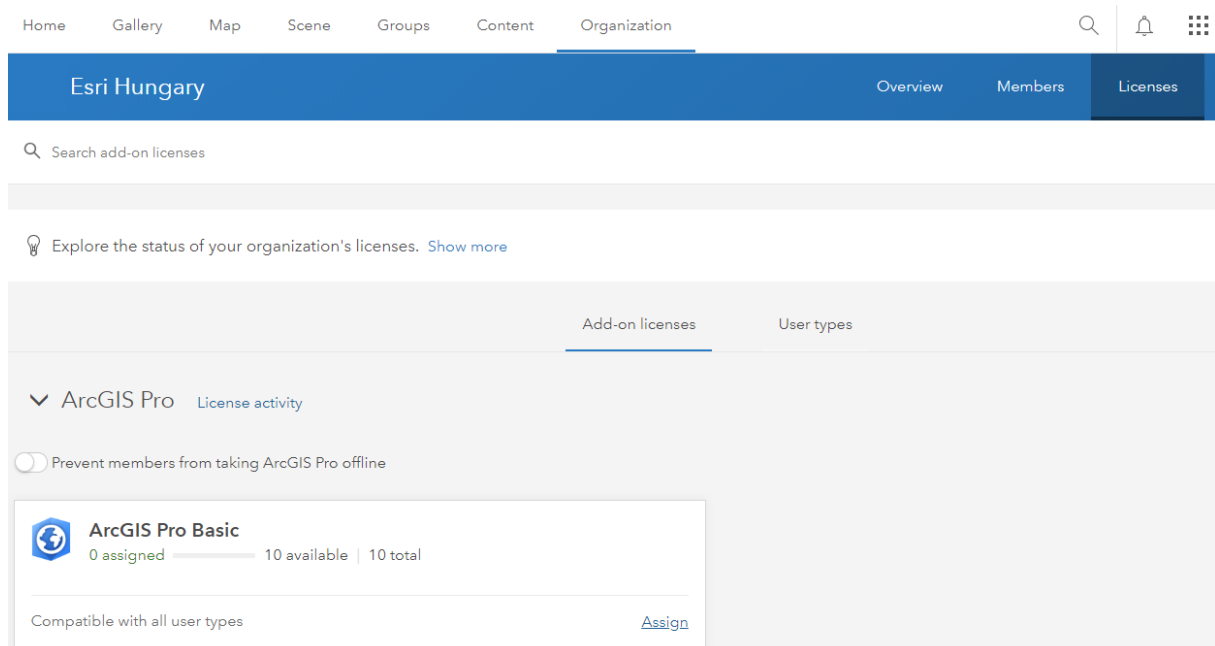 Home Gallery Map Scene Groups Content Organization
Esri Hungary Overview Members Licenses
Search add-on licenses
Explore the status of your organization's licenses. Show more
Add-on licenses User types
ArcGIS Pro License activity
Prevent members from taking ArcGIS Pro offline
ArcGIS Pro Basic
0 assigned 10 available | 10 total
Compatible with all user types Assign